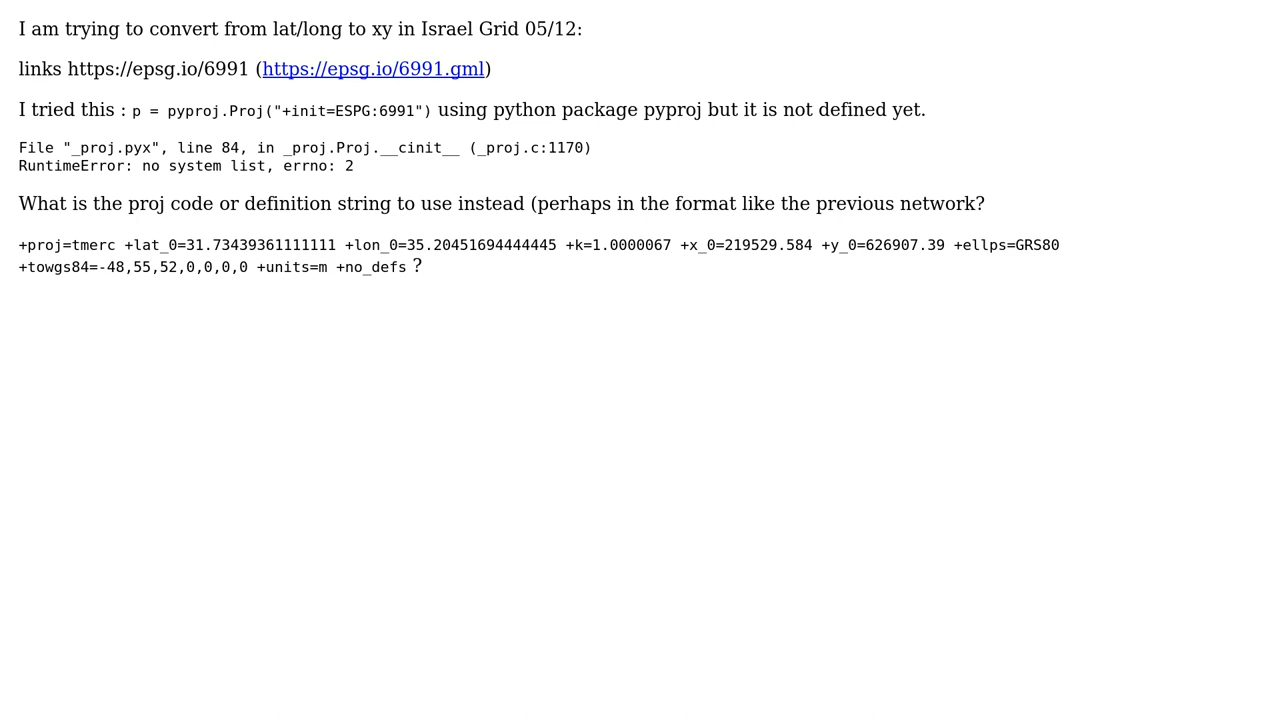 I am trying to convert from lat/long to xy in Israel Grid 05/12:
links https://epsg.io/6991 (https://epsg.io/6991.gml)
I tried this : p = pyproj.Proj("+init=ESPG:6991") using python package pyproj but it is not defined yet.
File "_proj.pyx", line 84, in _proj.Proj.__cinit__ (_proj.c:1170)
RuntimeError: no system list, errno: 2
What is the proj code or definition string to use instead (perhaps in the format like the previous network?
+proj=tmerc +lat_0=31.73439361111111 +lon_0=35.20451694444445 +k=1.0000067 +x_0=219529.584 +y_0=626907.39 +ellps=GRS80
+towgs84=-48,55,52,0,0,0,0 +units=m +no_defs ?